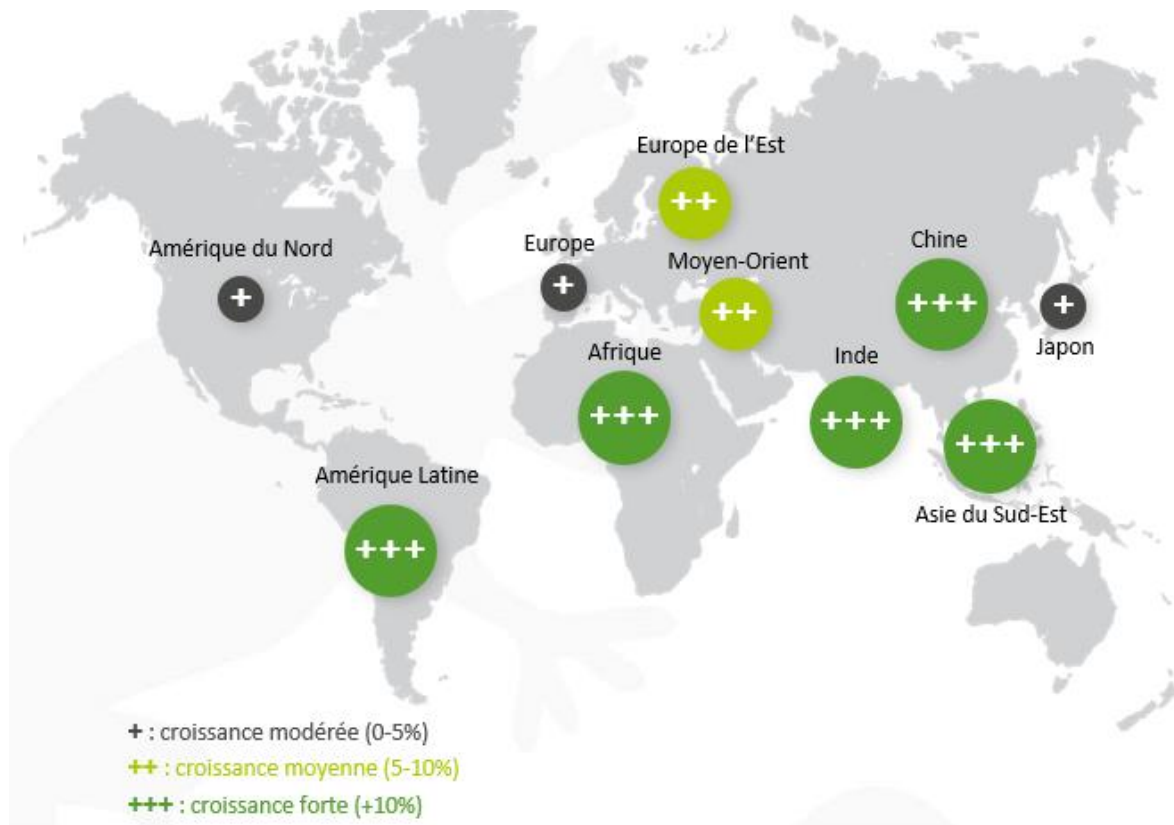 Europe de l'Est
++
Amérique du Nord
+
Europe
+
Moyen-Orient
++
Chine
+++
+
Japon
Afrique
+++
Inde
+++
+++
Asie du Sud-Est
Amérique Latine
+++
+ : croissance modérée (0-5%)
++ : croissance moyenne (5-10%)
+++ : croissance forte (+10%)